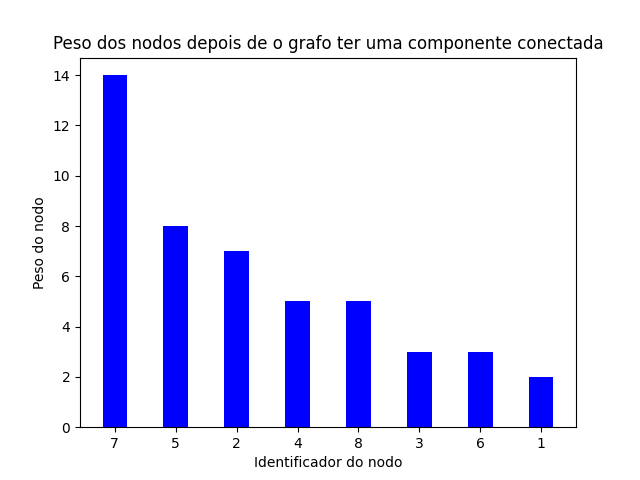 Peso dos nodos depois de o grafo ter uma componente conectada
14
12
10
8
6
4
2
0
Peso do nodo
7 5 2 4 8 3 6 1
Identificador do nodo